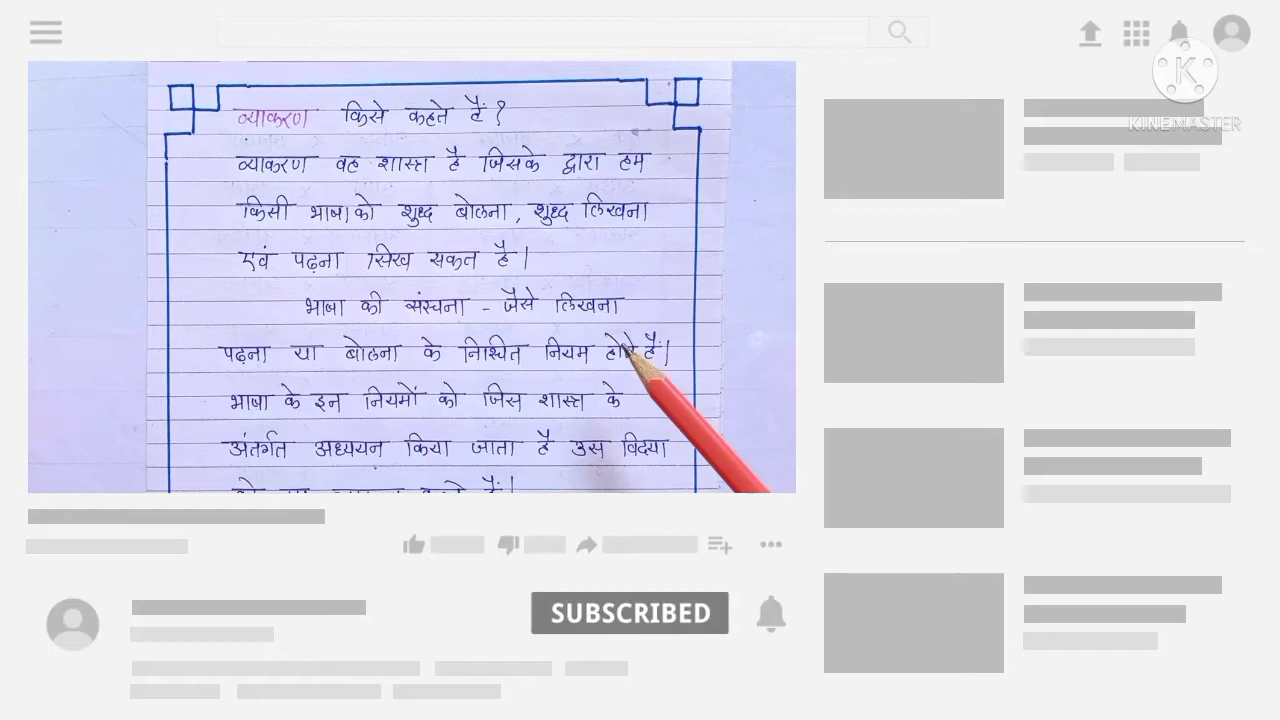 व्याकरण किसे कहते हैं?
व्याकरण वह शास्त्र है जिसके द्वारा हम
किसी भाषा को शुध्द बोलना, शुध्द लिखना
एवं पढ़ना सिख सकत है।
भाषा की संरचना - जैसे लिखना
पढ़ना या बोलना के निश्चित नियम होते हैं।
भाषा के इन नियमों को जिस शास्त्र के
अंतर्गत अध्ययन किया जाता है उस विद्या
KINEMASTER
SUBSCRIBED